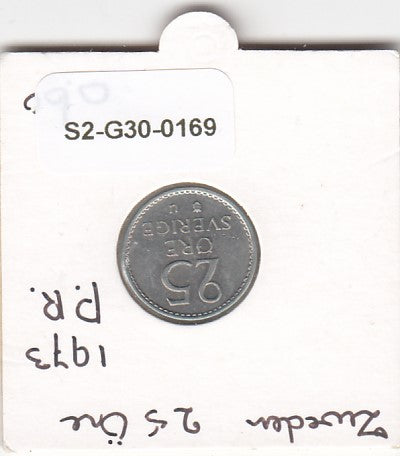 S2-G30-0169
Zweden 25 Öre
1973
P.R.
25
ÖRE
SVERIGE
U